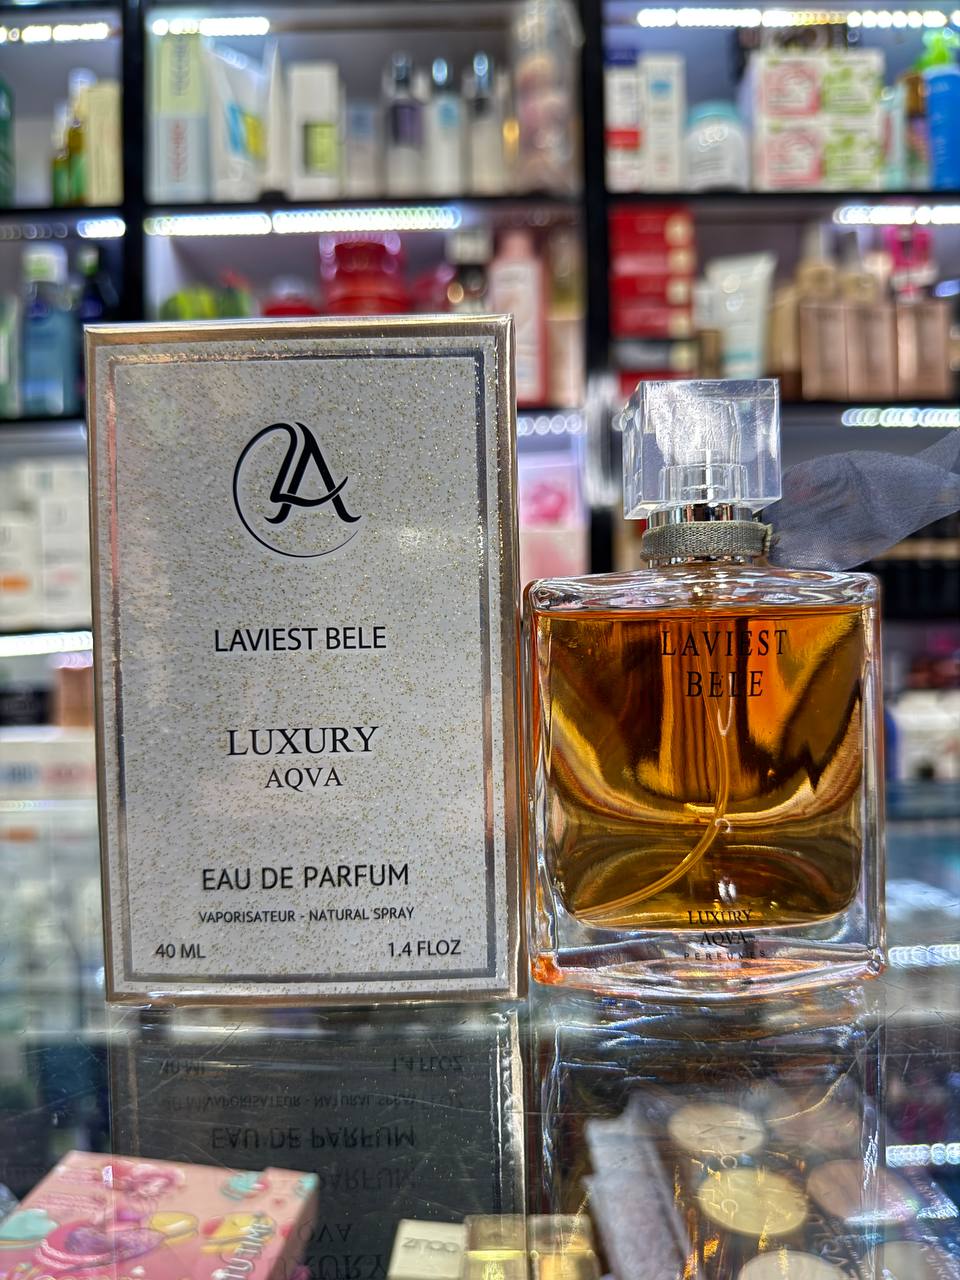 LA
LAVIEST BELE
LUXURY
AQVA
EAU DE PARFUM
VAPORISATEUR - NATURAL SPRAY
40 ML
1.4 FLOZ
LAVIEST
BELE
LUXURY
AQVA
PERFUMES